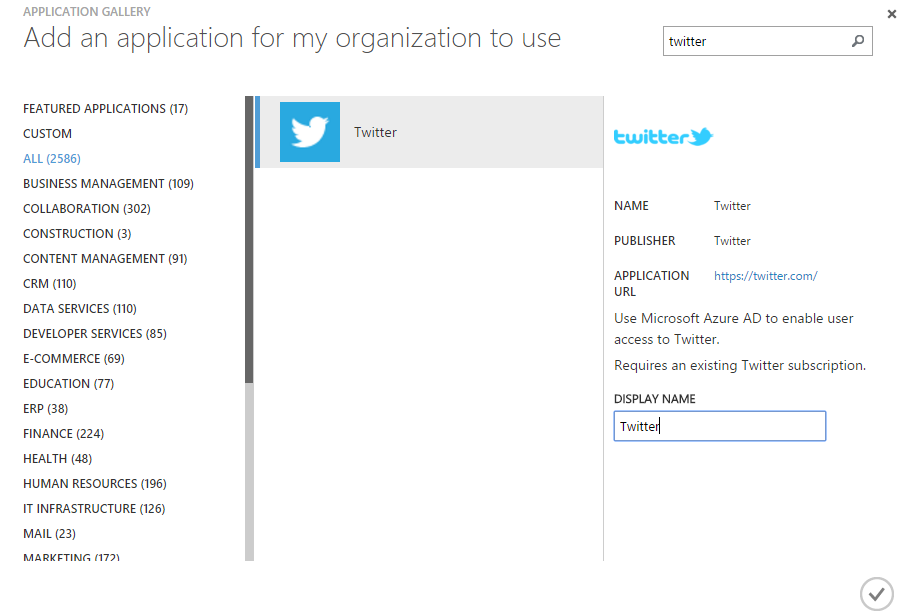 APPLICATION GALLERY
Add an application for my organization to use
twitter
FEATURED APPLICATIONS (17)
CUSTOM
ALL (2586)
BUSINESS MANAGEMENT (109)
COLLABORATION (302)
CONSTRUCTION (3)
CONTENT MANAGEMENT (91)
CRM (110)
DATA SERVICES (110)
DEVELOPER SERVICES (85)
E-COMMERCE (69)
EDUCATION (77)
ERP (38)
FINANCE (224)
HEALTH (48)
HUMAN RESOURCES (196)
IT INFRASTRUCTURE (126)
MAIL (23)
MARKETING (172)
Twitter
twitter
NAME Twitter
PUBLISHER Twitter
APPLICATION https://twitter.com/
URL
Use Microsoft Azure AD to enable user
access to Twitter.
Requires an existing Twitter subscription.
DISPLAY NAME
Twitter